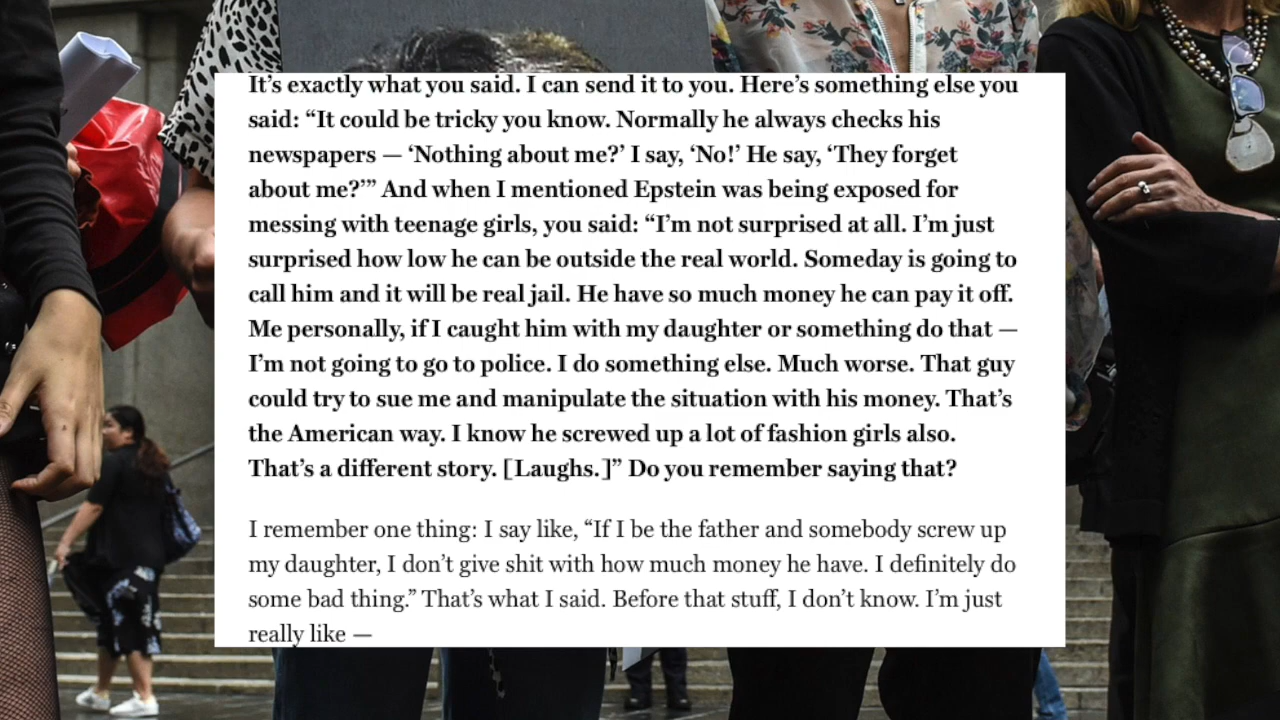 It’s exactly what you said. I can send it to you. Here’s something else you
said: “It could be tricky you know. Normally he always checks his
newspapers — ‘Nothing about me?’ I say, ‘No!’ He say, ‘They forget
about me?’” And when I mentioned Epstein was being exposed for
messing with teenage girls, you said: “I’m not surprised at all. I’m just
surprised how low he can be outside the real world. Someday is going to
call him and it will be real jail. He have so much money he can pay it off.
Me personally, if I caught him with my daughter or something do that —
I’m not going to go to police. I do something else. Much worse. That guy
could try to sue me and manipulate the situation with his money. That’s
the American way. I know he screwed up a lot of fashion girls also.
That’s a different story. [Laughs.]” Do you remember saying that?
I remember one thing: I say like, “If I be the father and somebody screw up
my daughter, I don’t give shit with how much money he have. I definitely do
some bad thing.” That’s what I said. Before that stuff, I don’t know. I’m just
really like —